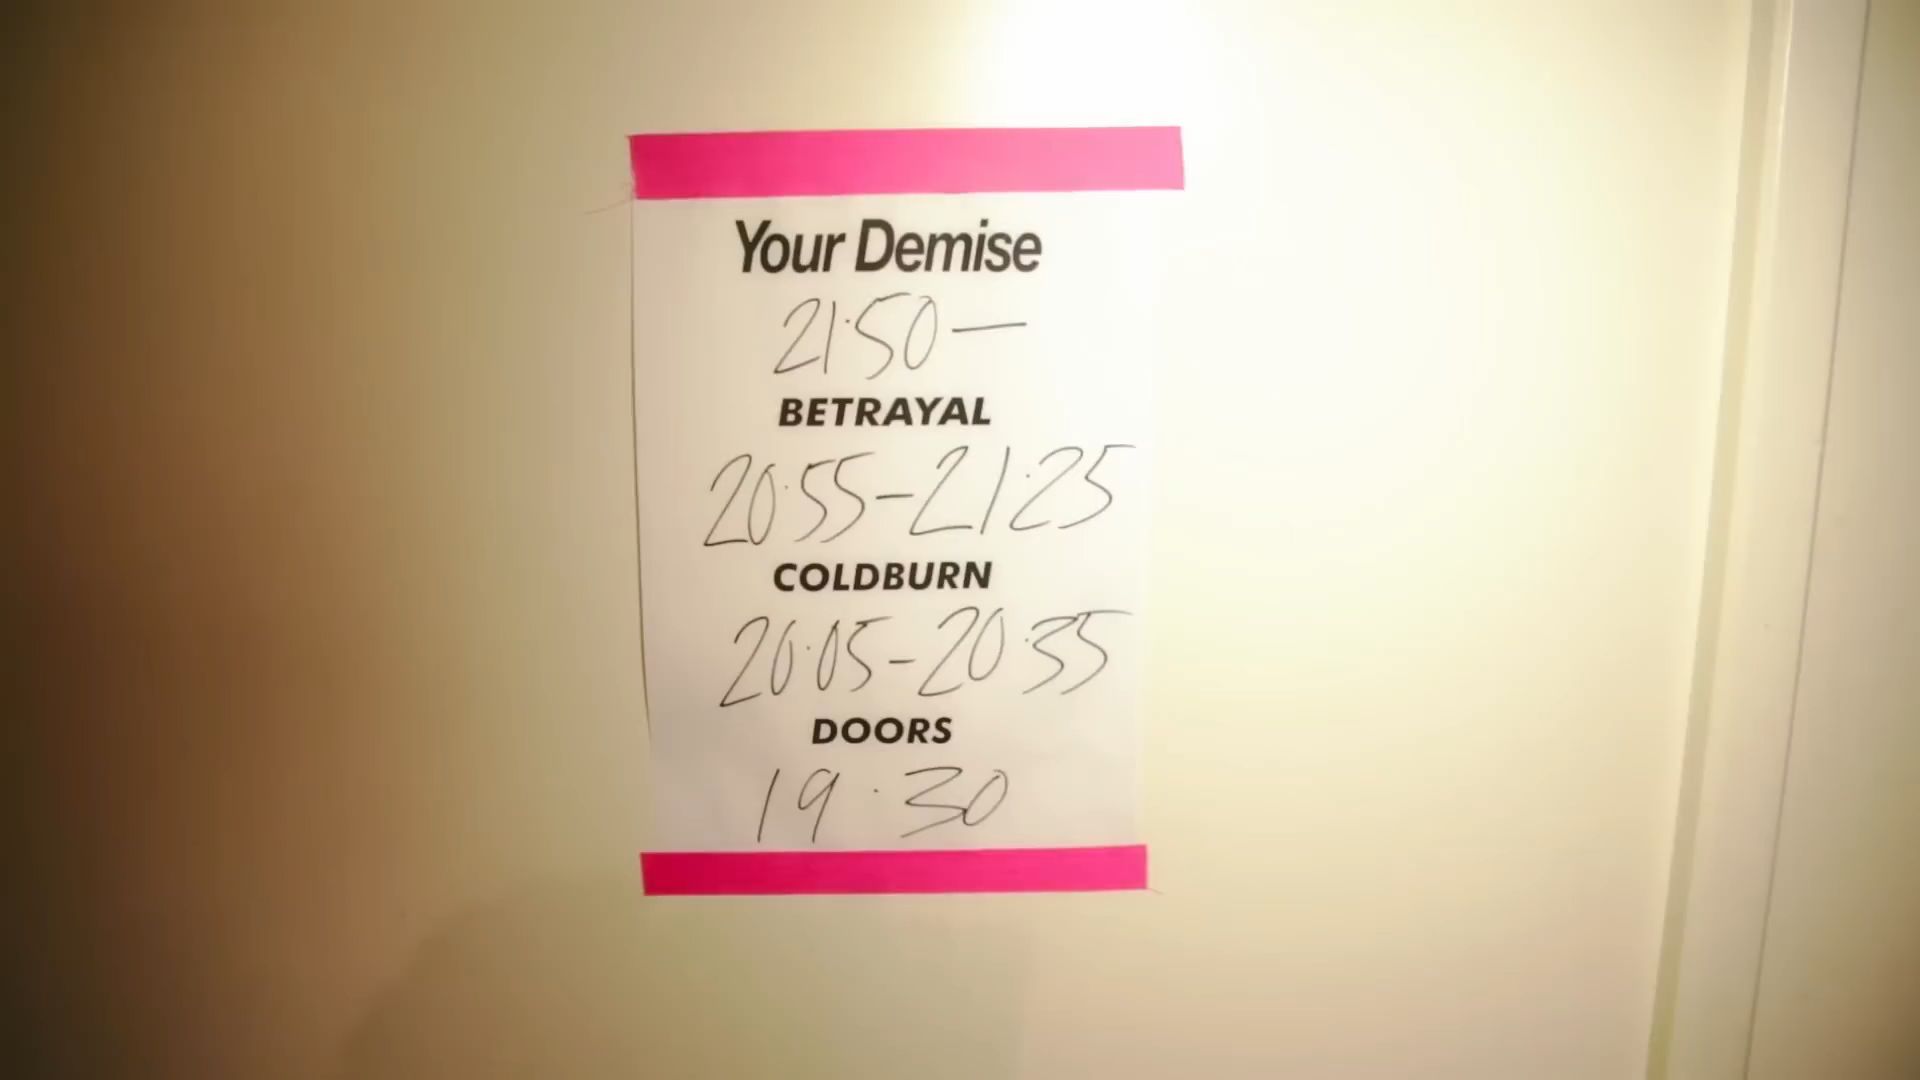 Your Demise
21:50 —
BETRAYAL
20:55 - 21:25
COLDBURN
20:05 - 20:35
DOORS
19:30